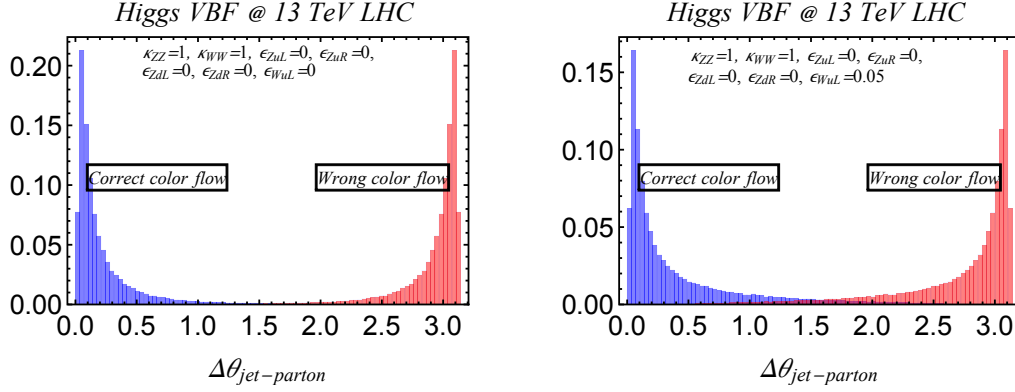 Higgs VBF @ 13 TeV LHC
κZZ=1, κWW=1, ϵZuL=0, ϵZuR=0,
ϵZdL=0, ϵZdR=0, ϵWuL=0
0.20
0.15
0.10
0.05
0.00
Correct color flow
Wrong color flow
0.0 0.5 1.0 1.5 2.0 2.5 3.0
Δθjet-parton
Higgs VBF @ 13 TeV LHC
κZZ=1, κWW=1, ϵZuL=0, ϵZuR=0,
ϵZdL=0, ϵZdR=0, ϵWuL=0.05
0.15
0.10
0.05
0.00
Correct color flow
Wrong color flow
0.0 0.5 1.0 1.5 2.0 2.5 3.0
Δθjet-parton